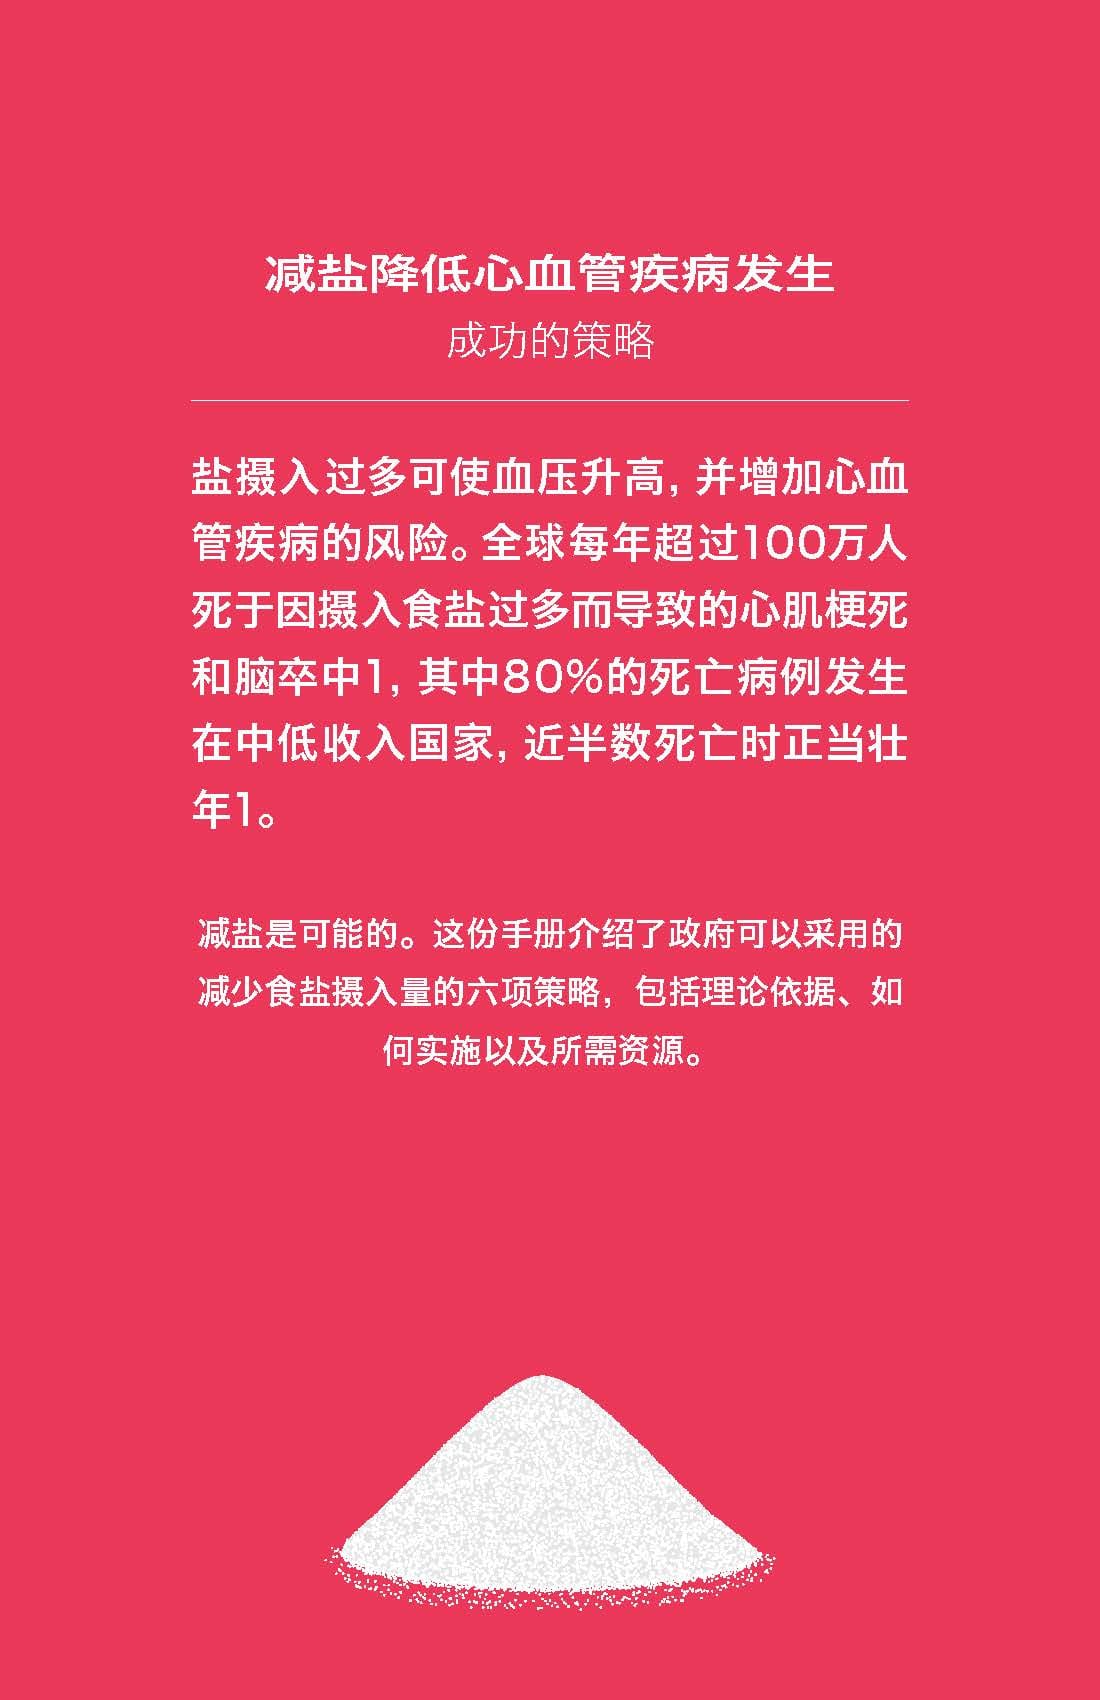 减盐降低心血管疾病发生
成功的策略
盐摄入过多可使血压升高，并增加心血
管疾病的风险。全球每年超过100万人
死于因摄入食盐过多而导致的心肌梗死
和脑卒中1，其中80%的死亡病例发生
在中低收入国家，近半数死亡时正当壮
年1。
减盐是可能的。这份手册介绍了政府可以采用的
减少食盐摄入量的六项策略，包括理论依据、如
何实施以及所需资源。